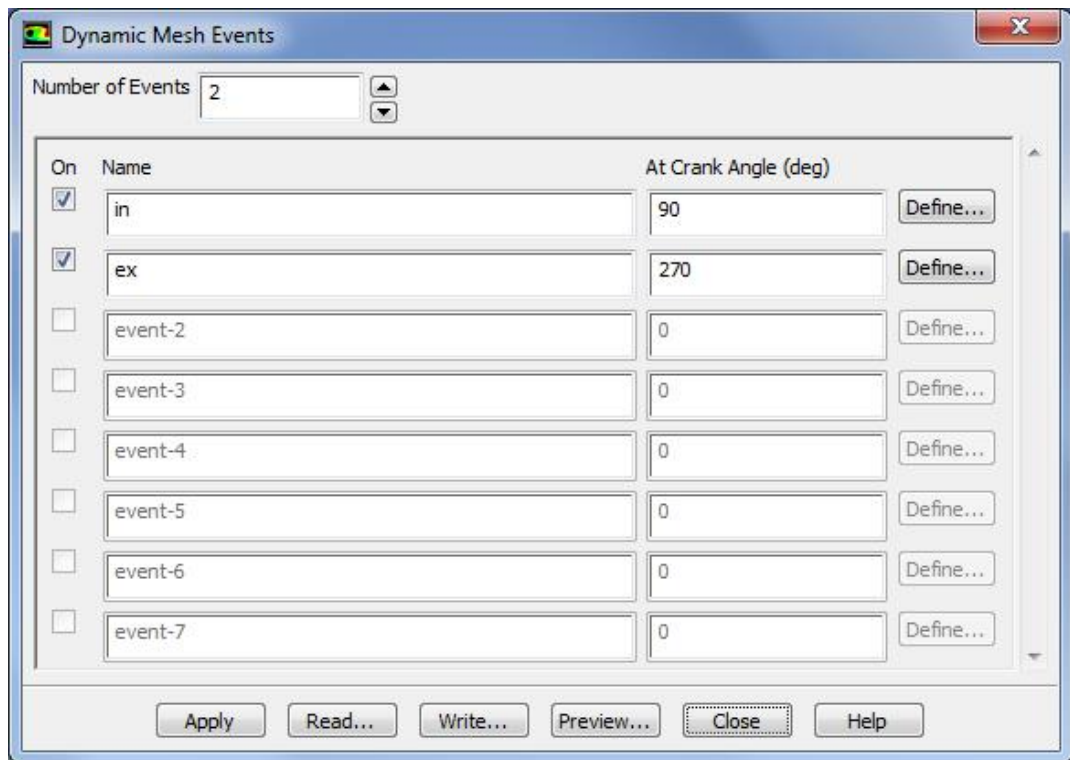 Dynamic Mesh Events
Number of Events 2
On Name At Crank Angle (deg)
in 90 Define...
ex 270 Define...
event-2 0 Define...
event-3 0 Define...
event-4 0 Define...
event-5 0 Define...
event-6 0 Define...
event-7 0 Define...
Apply Read... Write... Preview... Close Help